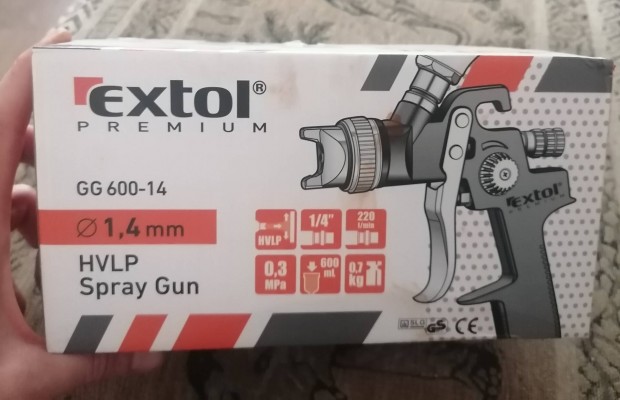 extol®
PREMIUM
GG 600-14
Ø 1,4 mm
HVLP
Spray Gun
HVLP
1/4"
220
l/min
0,3
MPa
600
ml
0,7
kg
extol
PREMIUM
GS CE